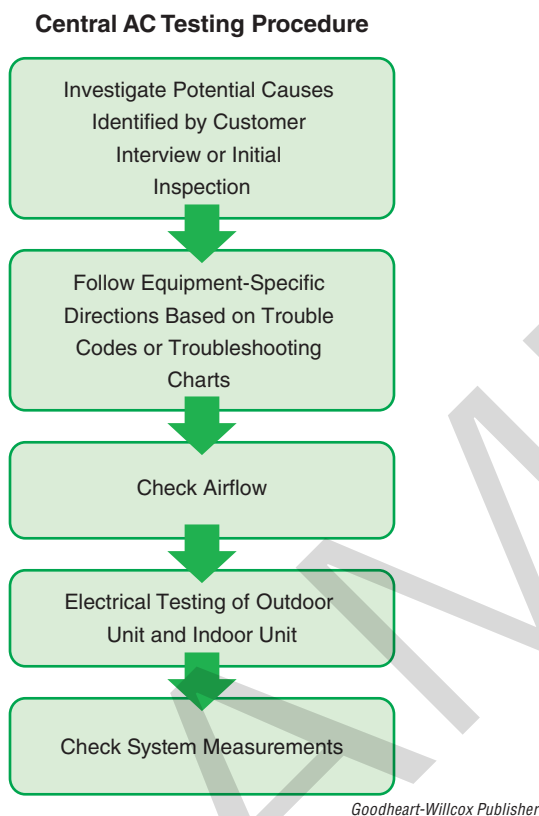 Central AC Testing Procedure
Investigate Potential Causes
Identified by Customer
Interview or Initial
Inspection
Follow Equipment-Specific
Directions Based on Trouble
Codes or Troubleshooting
Charts
Check Airflow
Electrical Testing of Outdoor
Unit and Indoor Unit
Check System Measurements
Goodheart-Willcox Publisher